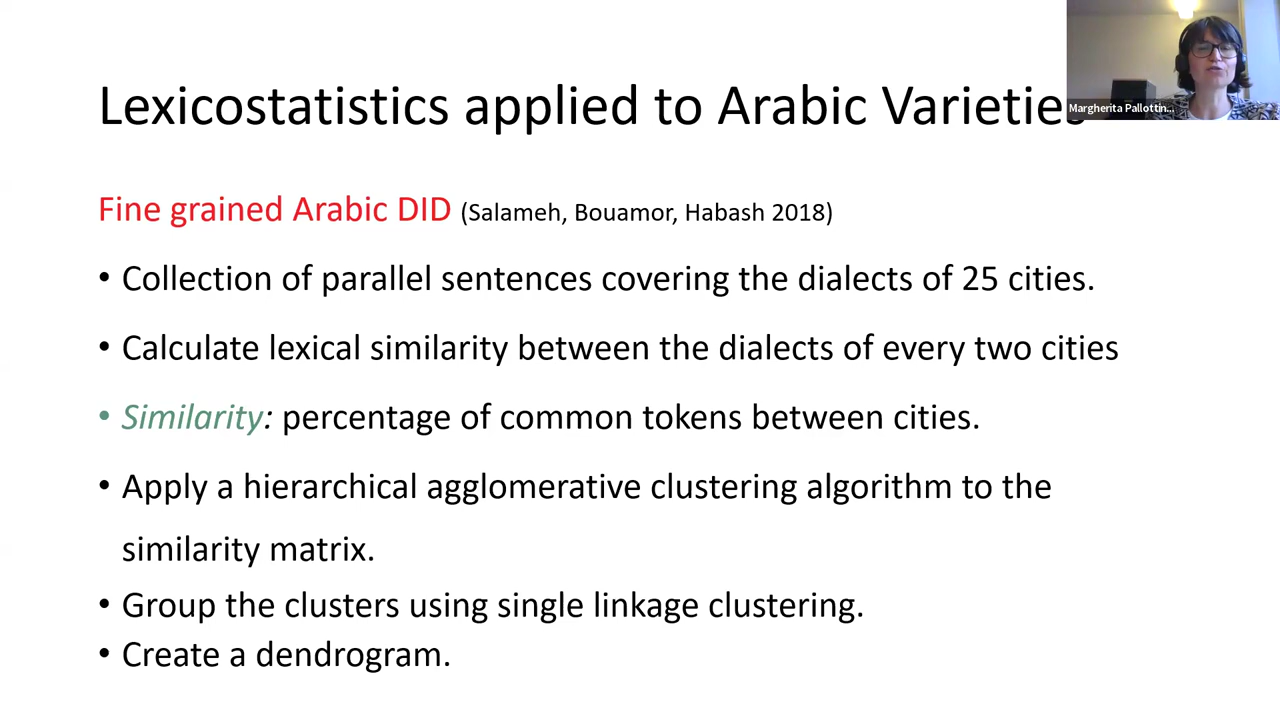 Lexicostatistics applied to Arabic Varieties
Margherita Pallottin...
Fine grained Arabic DID (Salameh, Bouamor, Habash 2018)
• Collection of parallel sentences covering the dialects of 25 cities.
• Calculate lexical similarity between the dialects of every two cities
• Similarity: percentage of common tokens between cities.
• Apply a hierarchical agglomerative clustering algorithm to the
similarity matrix.
• Group the clusters using single linkage clustering.
• Create a dendrogram.